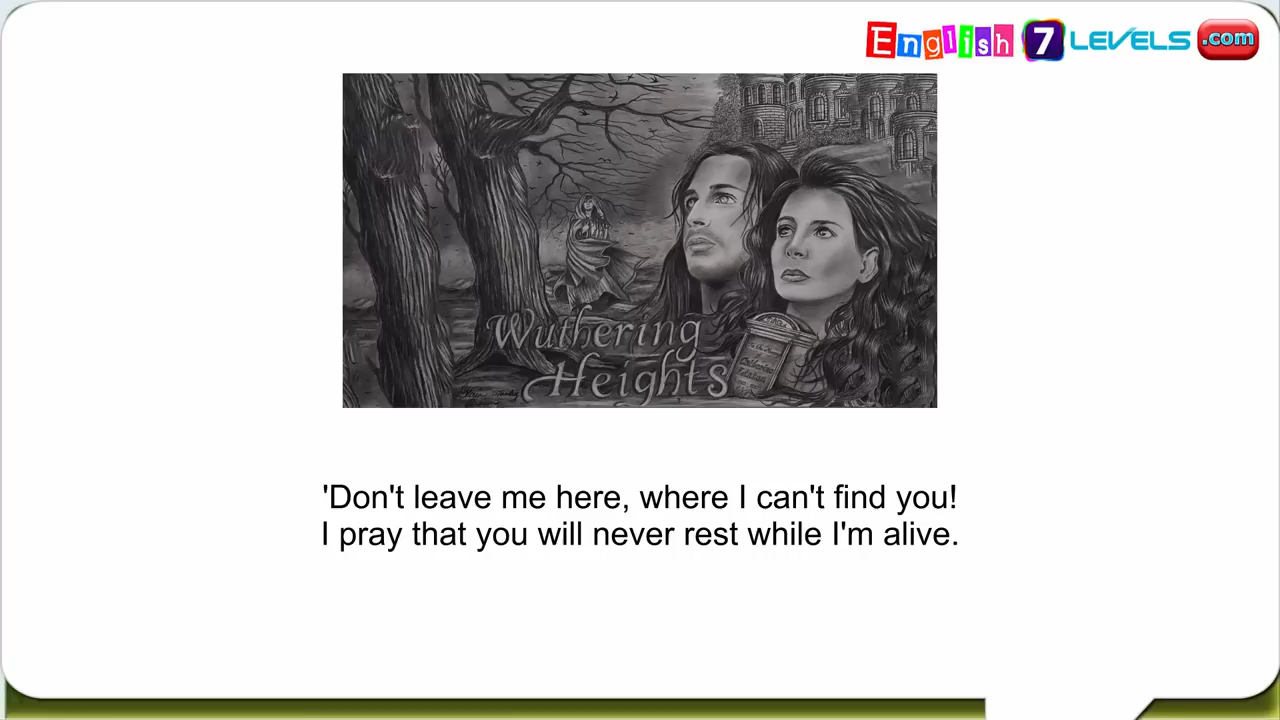 English 7 LEVELS .com
Wuthering
Heights
'Don't leave me here, where I can't find you!
I pray that you will never rest while I'm alive.